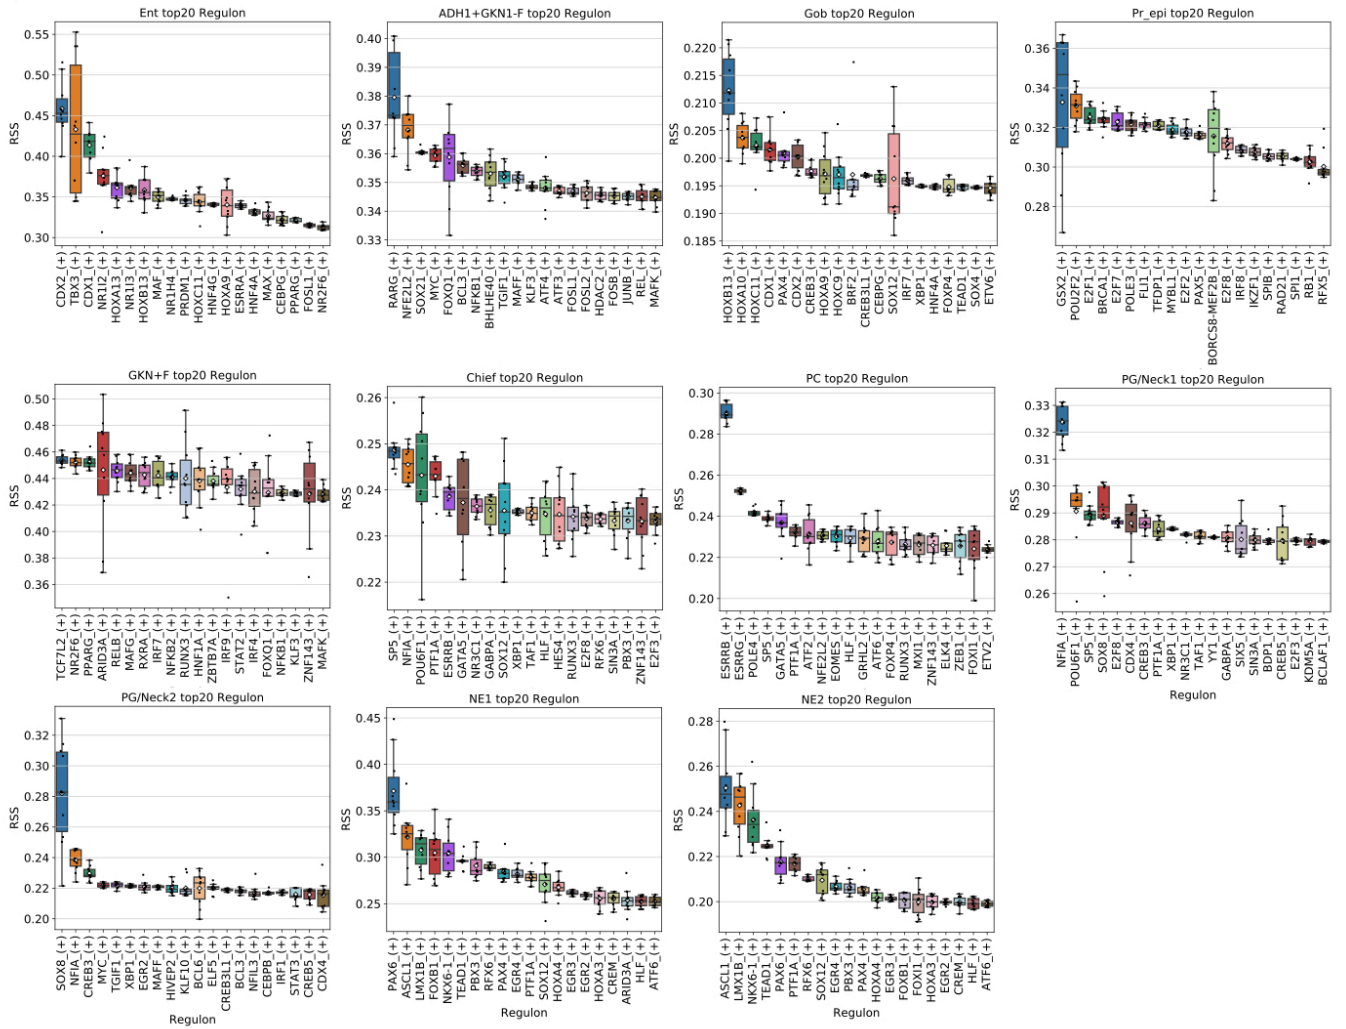 Ent top20 Regulon
RSS
0.55
0.50
0.45
0.40
0.35
0.30
CDX2_(+)
TBX3_(+)
CDX1_(+)
NR1I2_(+)
HOXA13_(+)
NR1I3_(+)
HOXB13_(+)
MAF_(+)
NR1H4_(+)
PRDM1_(+)
HOXC11_(+)
HNF4G_(+)
HOXA9_(+)
ESRRA_(+)
HNF4A_(+)
MAX_(+)
CEBPG_(+)
PPARG_(+)
FOSL1_(+)
NR2F6_(+)
ADH1+GKN1-F top20 Regulon
RSS
0.40
0.39
0.38
0.37
0.36
0.35
0.34
0.33
RARG_(+)
NFE2L2_(+)
SOX21_(+)
MYC_(+)
FOXQ1_(+)
BCL3_(+)
NFKB1_(+)
BHLHE40_(+)
TGIF1_(+)
MAFF_(+)
KLF3_(+)
ATF4_(+)
ATF3_(+)
FOSL1_(+)
FOSL2_(+)
HDAC2_(+)
FOSB_(+)
JUNB_(+)
REL_(+)
MAFK_(+)
Gob top20 Regulon
RSS
0.220
0.215
0.210
0.205
0.200
0.195
0.190
0.185
HOXB13_(+)
HOXA10_(+)
HOXC11_(+)
CDX1_(+)
PAX4_(+)
CDX2_(+)
CREB3_(+)
HOXA9_(+)
HOXC9_(+)
BRF2_(+)
CREB3L1_(+)
CEBPG_(+)
SOX12_(+)
IRF7_(+)
XBP1_(+)
HNF4A_(+)
FOXP4_(+)
TEAD1_(+)
SOX4_(+)
ETV6_(+)
Pr_epi top20 Regulon
RSS
0.36
0.34
0.32
0.30
0.28
GSX2_(+)
POU2F2_(+)
E2F1_(+)
BRCA1_(+)
E2F7_(+)
POLE3_(+)
FLI1_(+)
TFDP1_(+)
MYBL1_(+)
E2F2_(+)
PAX5_(+)
BORCS8-MEF2B_(+)
E2F8_(+)
IRF8_(+)
IKZF1_(+)
SPIB_(+)
RAD21_(+)
SPI1_(+)
RB1_(+)
RFX5_(+)
GKN+F top20 Regulon
RSS
0.50
0.48
0.46
0.44
0.42
0.40
0.38
0.36
TCF7L2_(+)
NR2F6_(+)
PPARG_(+)
ARID3A_(+)
RELB_(+)
MAFG_(+)
RXRA_(+)
IRF7_(+)
NFKB2_(+)
RUNX3_(+)
HNF1A_(+)
ZBTB7A_(+)
IRF9_(+)
STAT2_(+)
IRF4_(+)
FOXQ1_(+)
NFKB1_(+)
KLF3_(+)
ZNF143_(+)
MAFK_(+)
Chief top20 Regulon
RSS
0.26
0.25
0.24
0.23
0.22
SP5_(+)
NFIA_(+)
POU6F1_(+)
PTF1A_(+)
ESRRB_(+)
GATA5_(+)
NR3C1_(+)
GABPA_(+)
SOX12_(+)
XBP1_(+)
TAF1_(+)
HLF_(+)
HES4_(+)
RUNX3_(+)
E2F8_(+)
RFX6_(+)
SIN3A_(+)
PBX3_(+)
ZNF143_(+)
E2F3_(+)
PC top20 Regulon
RSS
0.30
0.28
0.26
0.24
0.22
0.20
ESRRB_(+)
ESRRG_(+)
POLE4_(+)
SP5_(+)
GATA5_(+)
PTF1A_(+)
ATF2_(+)
NFE2L2_(+)
EOMES_(+)
HLF_(+)
GRHL2_(+)
ATF6_(+)
FOXP4_(+)
RUNX3_(+)
MXI1_(+)
ZNF143_(+)
ELK4_(+)
ZEB1_(+)
FOXI1_(+)
ETV2_(+)
PG/Neck1 top20 Regulon
RSS
0.33
0.32
0.31
0.30
0.29
0.28
0.27
0.26
NFIA_(+)
POU6F1_(+)
SP5_(+)
SOX8_(+)
E2F8_(+)
CDX4_(+)
CREB3_(+)
PTF1A_(+)
XBP1_(+)
NR3C1_(+)
TAF1_(+)
YY1_(+)
GABPA_(+)
SIX5_(+)
SIN3A_(+)
BDP1_(+)
CREB5_(+)
E2F3_(+)
KDM5A_(+)
BCLAF1_(+)
Regulon
PG/Neck2 top20 Regulon
RSS
0.32
0.30
0.28
0.26
0.24
0.22
0.20
SOX8_(+)
NFIA_(+)
CREB3_(+)
MYC_(+)
TGIF1_(+)
XBP1_(+)
EGR2_(+)
MAFF_(+)
HIVEP2_(+)
KLF10_(+)
BCL6_(+)
ELF5_(+)
CREB3L1_(+)
BCL3_(+)
NFIL3_(+)
CEBPB_(+)
IRF1_(+)
STAT3_(+)
CREB5_(+)
CDX4_(+)
Regulon
NE1 top20 Regulon
RSS
0.45
0.40
0.35
0.30
0.25
PAX6_(+)
ASCL1_(+)
LMX1B_(+)
FOXB1_(+)
NKX6-1_(+)
TEAD1_(+)
PBX3_(+)
RFX6_(+)
PAX4_(+)
EGR4_(+)
PTF1A_(+)
SOX12_(+)
HOXA4_(+)
EGR3_(+)
EGR2_(+)
HOXA3_(+)
CREM_(+)
ARID3A_(+)
HLF_(+)
ATF6_(+)
Regulon
NE2 top20 Regulon
RSS
0.28
0.26
0.24
0.22
0.20
ASCL1_(+)
LMX1B_(+)
NKX6-1_(+)
TEAD1_(+)
PAX6_(+)
PTF1A_(+)
RFX6_(+)
SOX12_(+)
EGR4_(+)
PBX3_(+)
PAX4_(+)
HOXA4_(+)
EGR3_(+)
FOXB1_(+)
FOXI1_(+)
HOXA3_(+)
EGR2_(+)
CREM_(+)
HLF_(+)
ATF6_(+)
Regulon